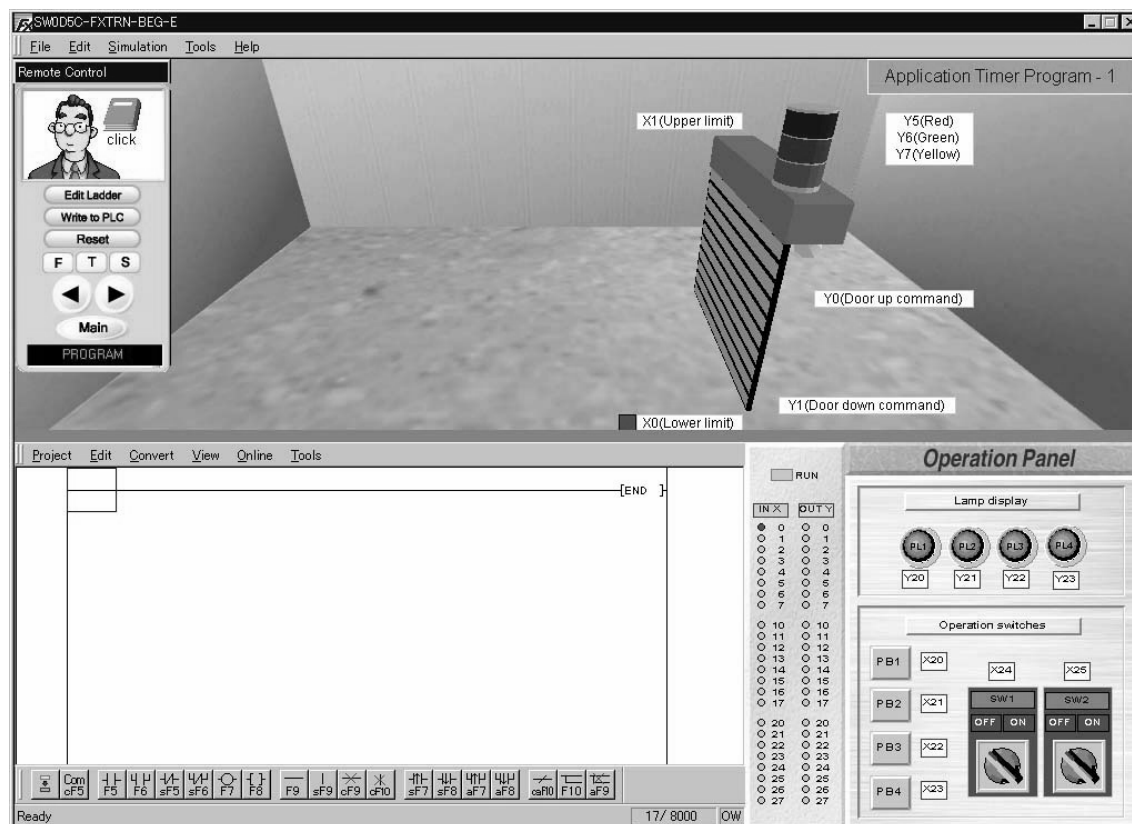 SW0D5C-FXTRN-BEG-E
File Edit Simulation Tools Help
Remote Control
click
Edit Ladder
Write to PLC
Reset
F T S
Main
PROGRAM
Application Timer Program - 1
X1(Upper limit)
Y5(Red)
Y6(Green)
Y7(Yellow)
Y0(Door up command)
Y1(Door down command)
X0(Lower limit)
Project Edit Convert View Online Tools
END
RUN
IN X OUT Y
0 0
1 1
2 2
3 3
4 4
5 5
6 6
7 7
10 10
11 11
12 12
13 13
14 14
15 15
16 16
17 17
20 20
21 21
22 22
23 23
24 24
25 25
26 26
27 27
Operation Panel
Lamp display
PL1 PL2 PL3 PL4
Y20 Y21 Y22 Y23
Operation switches
PB1 X20
PB2 X21
PB3 X22
PB4 X23
X24 X25
SW1 SW2
OFF ON OFF ON
Com
cF5 F5 F6 sF5 sF6 F7 F8 F9 sF9 cF9 cF10 sF7 sF8 aF7 aF8 caF10 F10 aF9
Ready 17/ 8000 OW